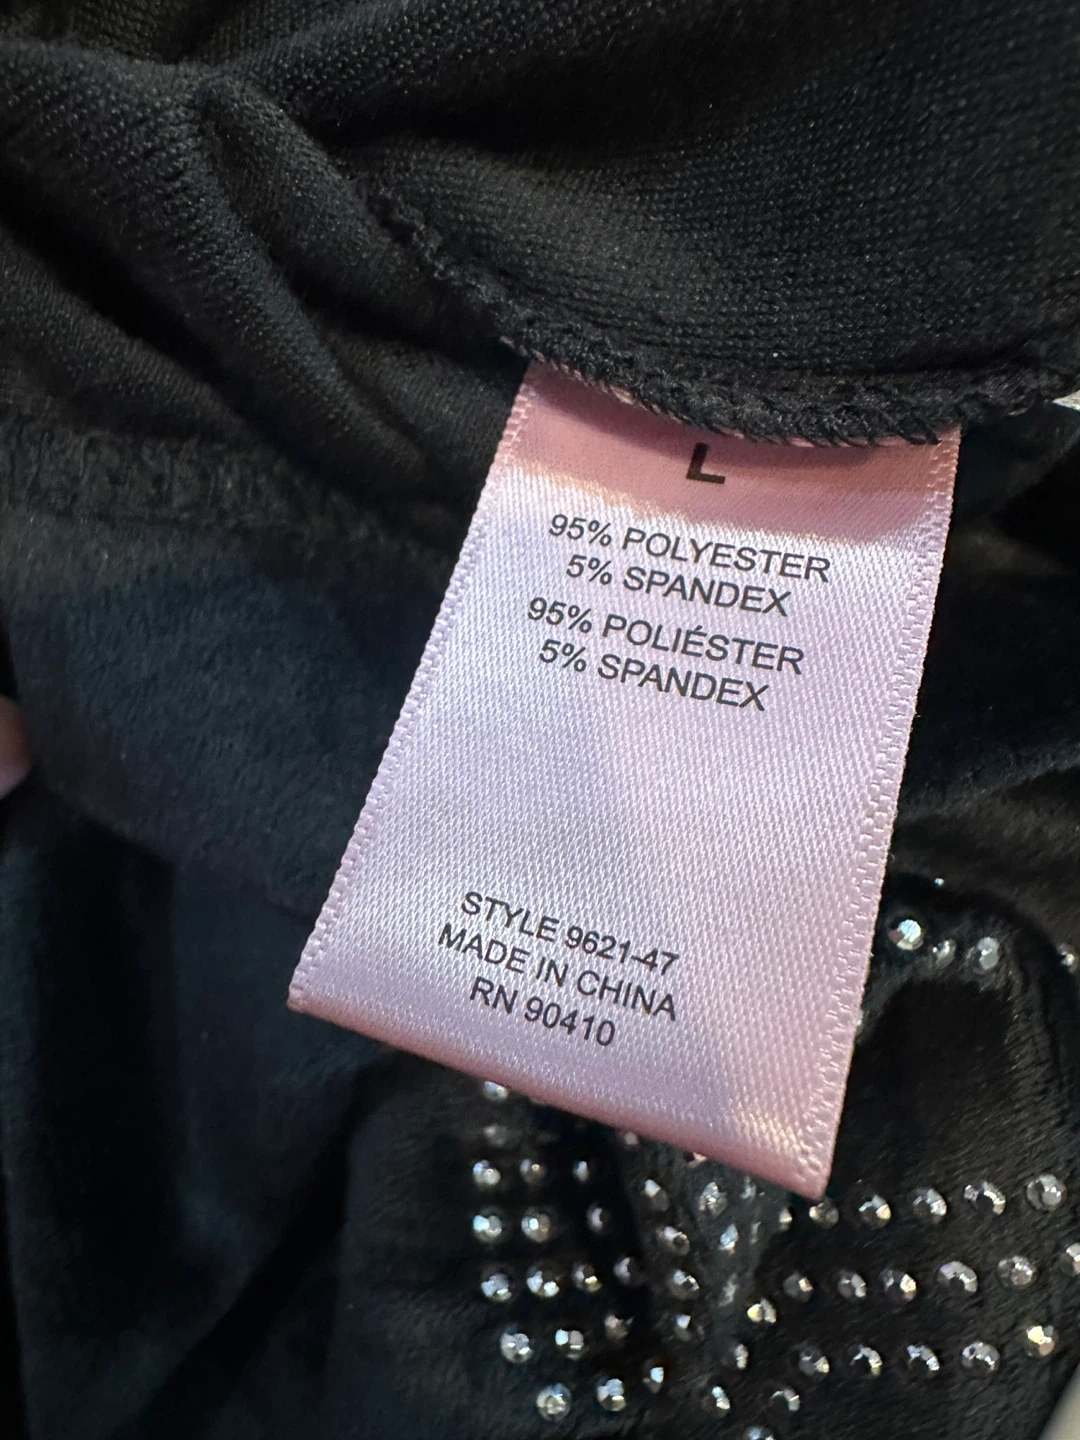 L
95% POLYESTER
5% SPANDEX
95% POLIÉSTER
5% SPANDEX
STYLE 9621-47
MADE IN CHINA
RN 90410